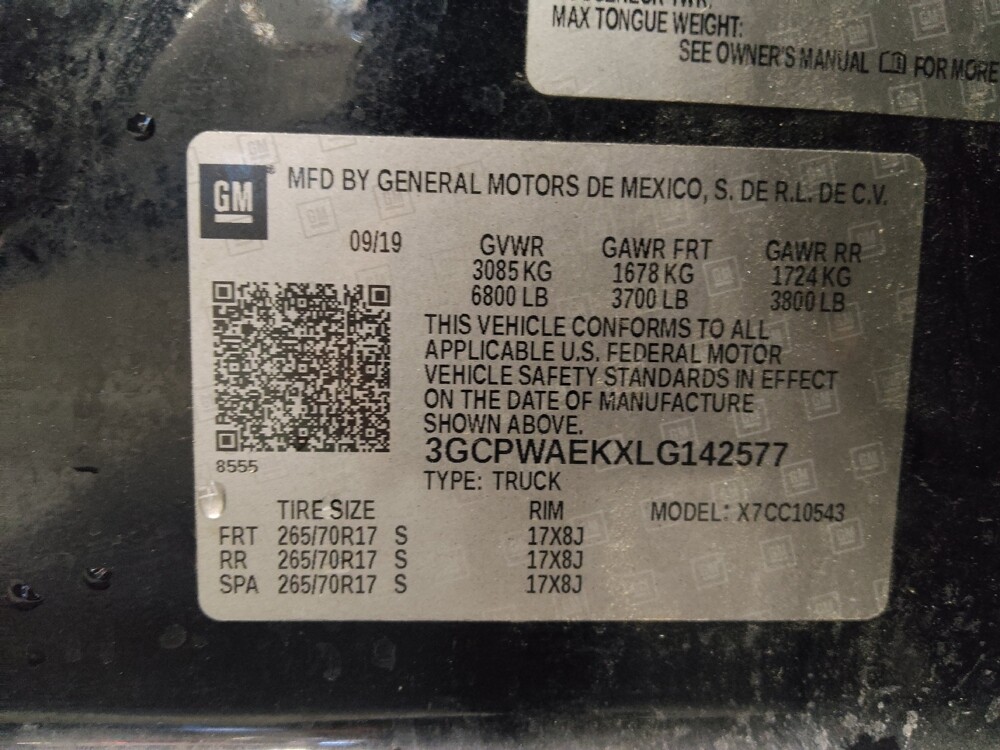 MAX TONGUE WEIGHT:
SEE OWNER'S MANUAL FOR MORE
GM
MFD BY GENERAL MOTORS DE MEXICO, S. DE R.L. DE C.V.
09/19 GVWR GAWR FRT GAWR RR
3085 KG 1678 KG 1724 KG
6800 LB 3700 LB 3800 LB
THIS VEHICLE CONFORMS TO ALL
APPLICABLE U.S. FEDERAL MOTOR
VEHICLE SAFETY STANDARDS IN EFFECT
ON THE DATE OF MANUFACTURE
SHOWN ABOVE.
8555 3GCPWAEKXLG142577
TYPE: TRUCK
TIRE SIZE RIM MODEL: X7CC10543
FRT 265/70R17 S 17X8J
RR 265/70R17 S 17X8J
SPA 265/70R17 S 17X8J